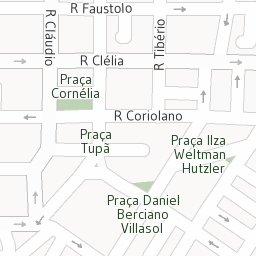 R Faustolo
R Cláudio
R Clélia
R Tibério
Praça
Cornélia
R Coriolano
Praça
Tupã
Praça Ilza
Weltman
Hutzler
Praça Daniel
Berciano
Villasol